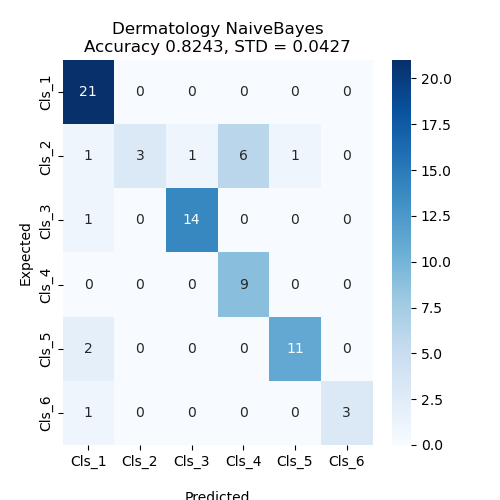 Dermatology NaiveBayes
Accuracy 0.8243, STD = 0.0427
Cls_1 21 0 0 0 0 0
Cls_2 1 3 1 6 1 0
Cls_3 1 0 14 0 0 0
Cls_4 0 0 0 9 0 0
Cls_5 2 0 0 0 11 0
Cls_6 1 0 0 0 0 3
Cls_1 Cls_2 Cls_3 Cls_4 Cls_5 Cls_6
Expected
Predicted
20.0
17.5
15.0
12.5
10.0
7.5
5.0
2.5
0.0